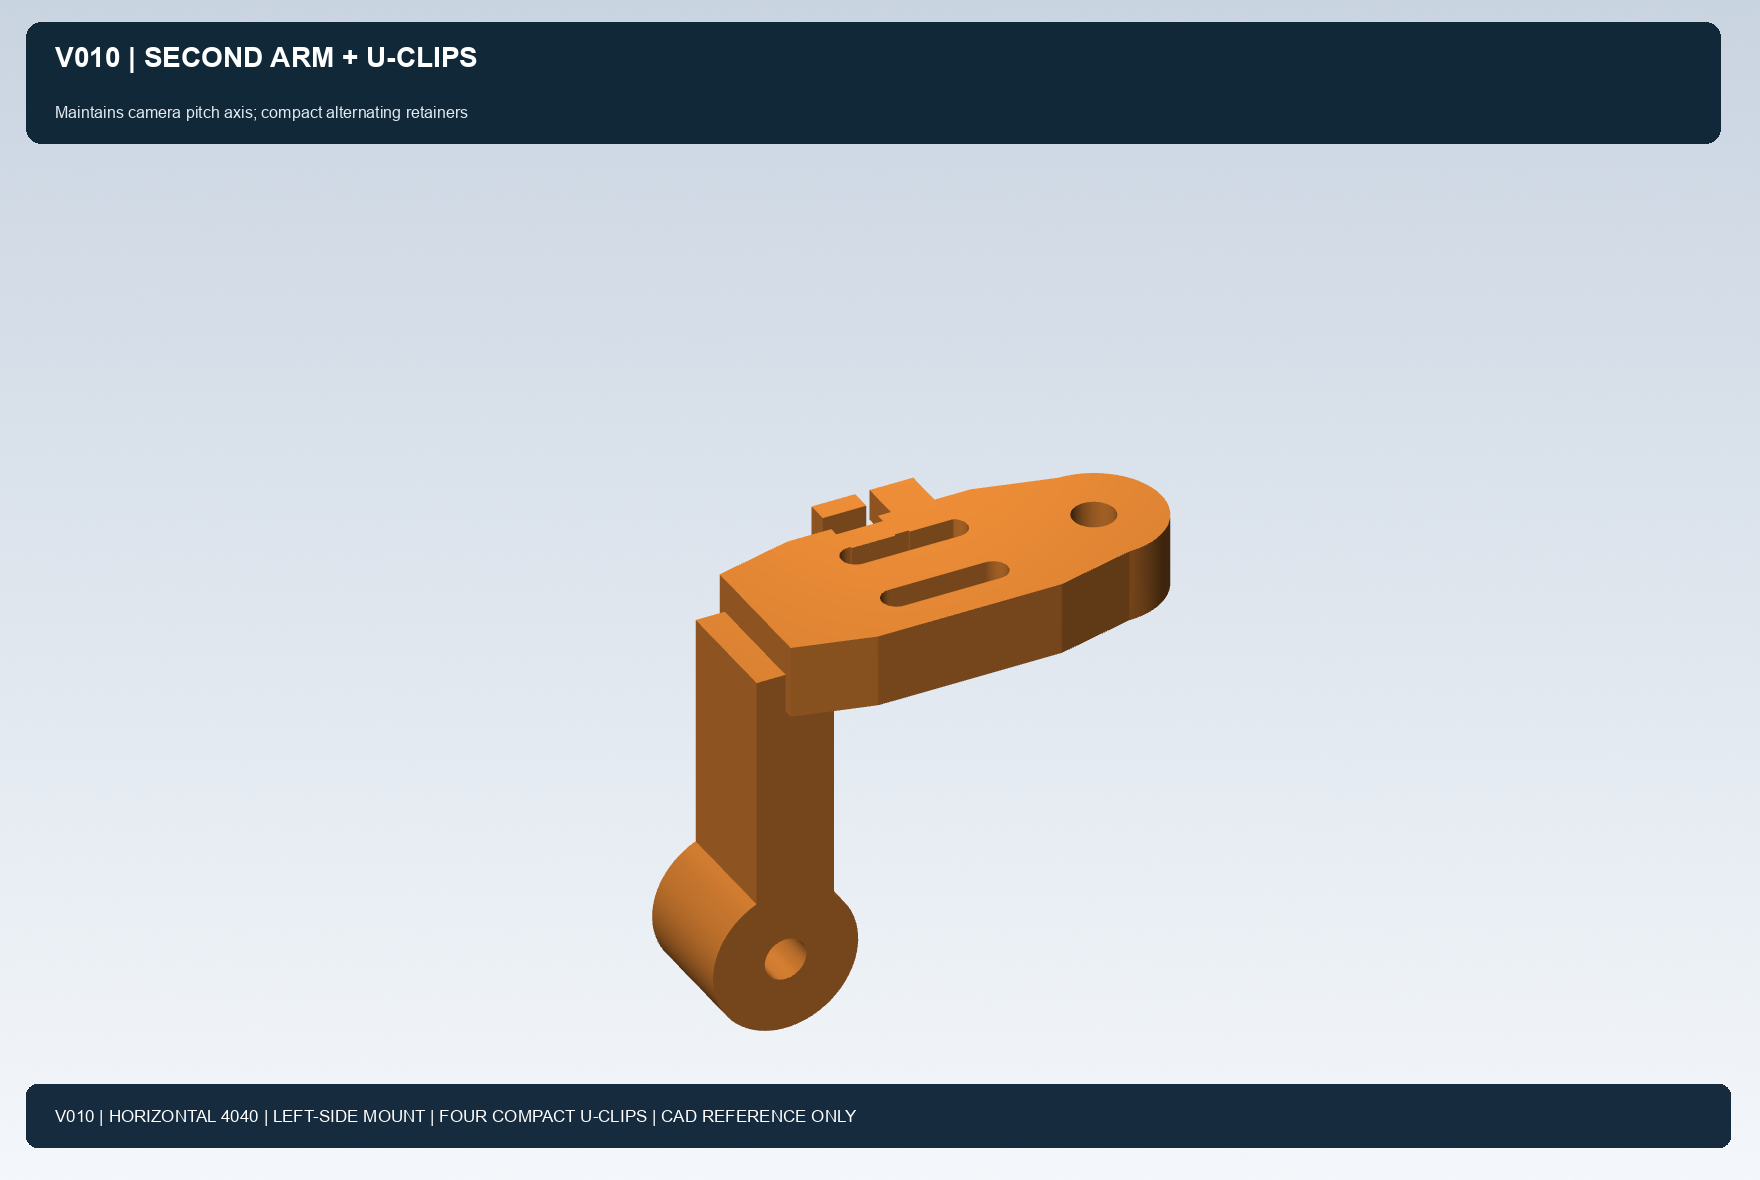 V010 | SECOND ARM + U-CLIPS
Maintains camera pitch axis; compact alternating retainers
V010 | HORIZONTAL 4040 | LEFT-SIDE MOUNT | FOUR COMPACT U-CLIPS | CAD REFERENCE ONLY